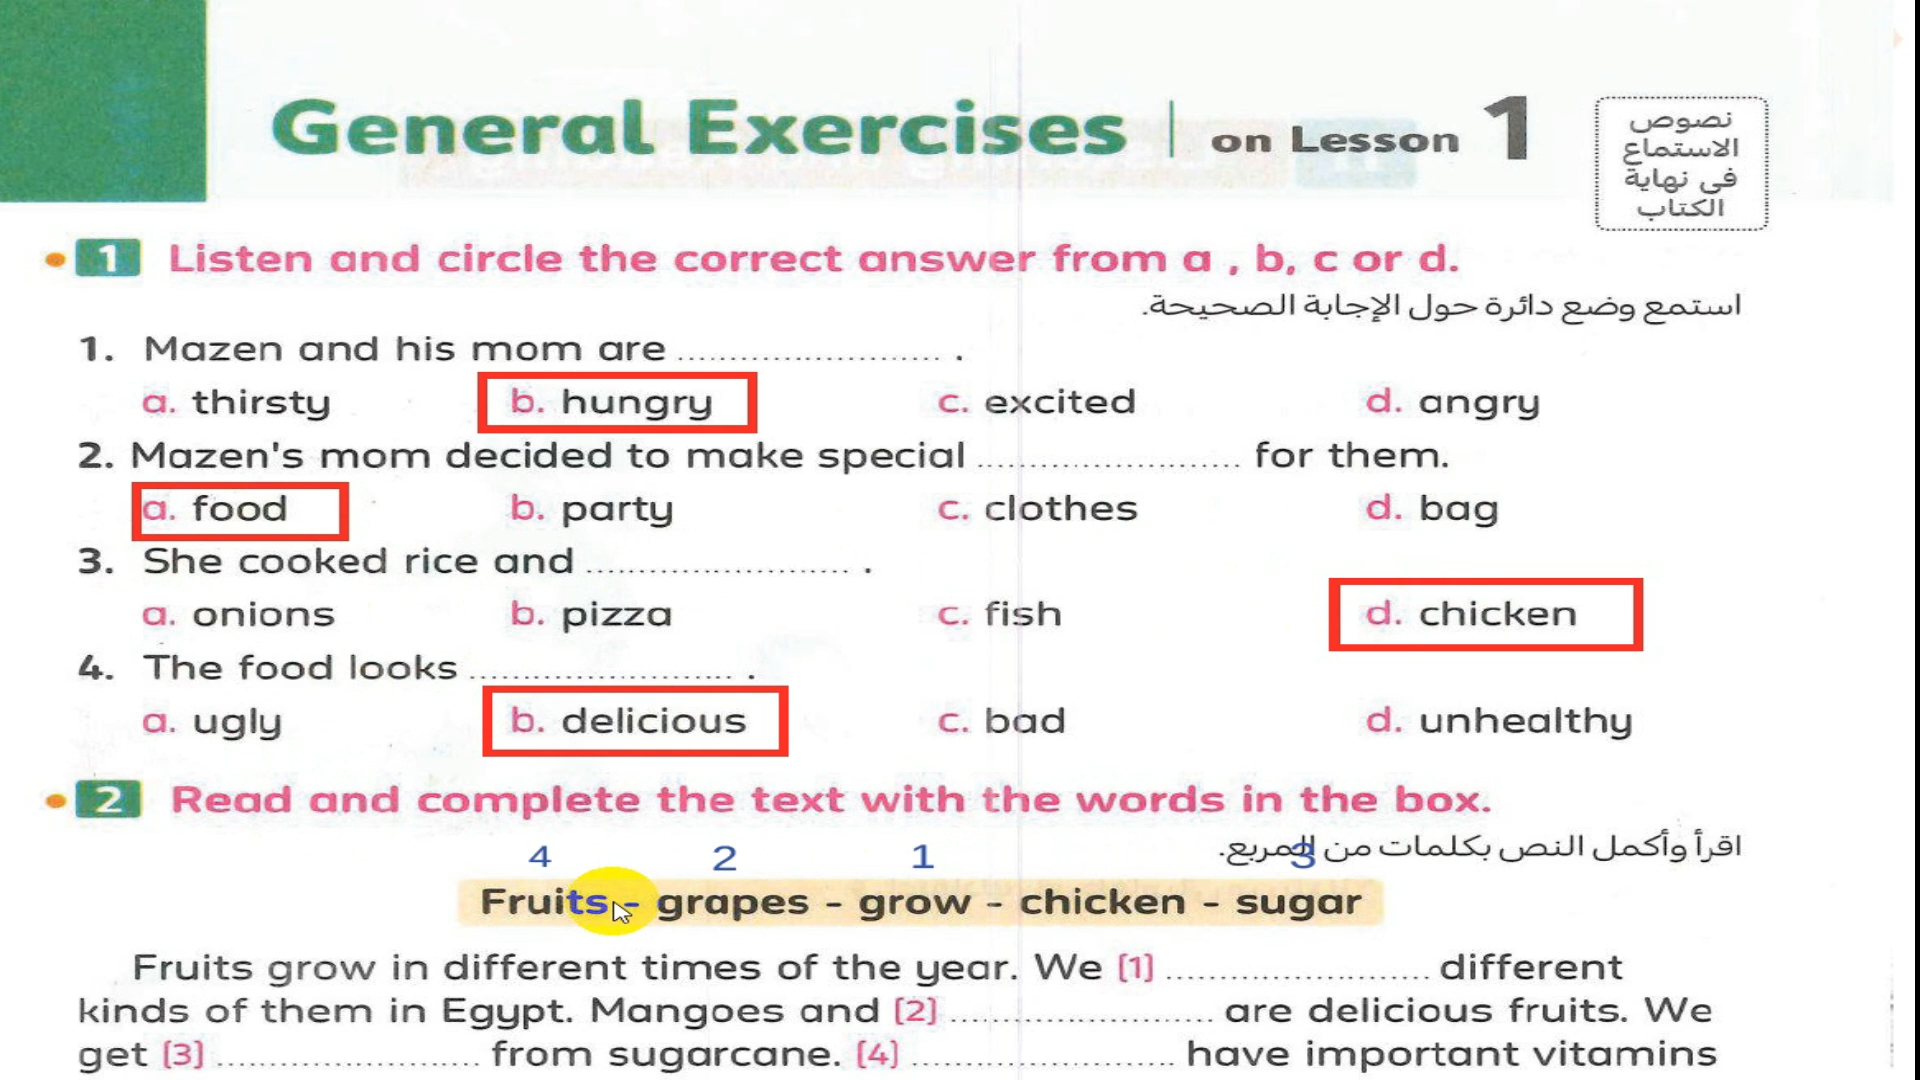 General Exercises | on Lesson 1
نصوص
الاستماع
فى نهاية
الكتاب
1 Listen and circle the correct answer from a , b, c or d.
استمع وضع دائرة حول الإجابة الصحيحة.
1. Mazen and his mom are .......................... .
a. thirsty b. hungry c. excited d. angry
2. Mazen's mom decided to make special .......................... for them.
a. food b. party c. clothes d. bag
3. She cooked rice and .......................... .
a. onions b. pizza c. fish d. chicken
4. The food looks .......................... .
a. ugly b. delicious c. bad d. unhealthy
2 Read and complete the text with the words in the box.
اقرأ وأكمل النص بكلمات من المربع.
4 2 1 3
Fruits - grapes - grow - chicken - sugar
Fruits grow in different times of the year. We [1] .......................... different
kinds of them in Egypt. Mangoes and [2] .......................... are delicious fruits. We
get [3] .......................... from sugarcane. [4] .......................... have important vitamins